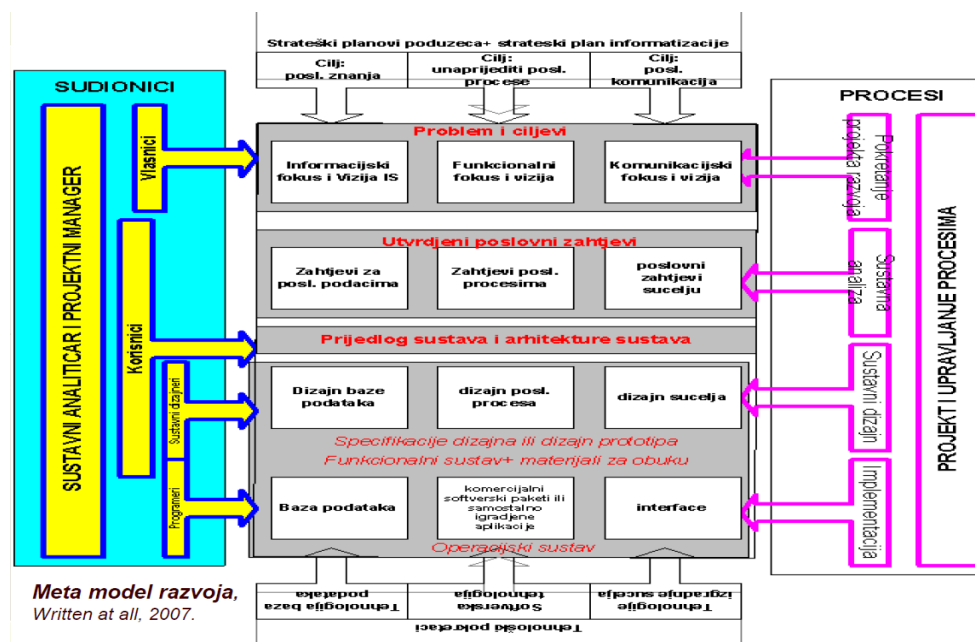 Strateški planovi poduzeca+ strateski plan informatizacije
Cilj:
posl. znanja
Cilj:
unaprijediti posl.
procese
Cilj:
posl.
komunikacija
SUDIONICI
SUSTAVNI ANALITICAR I PROJEKTNI MANAGER
Vlasnici
Korisnici
Sustavni dizajneri
Programeri
Problem i ciljevi
Informacijski
fokus i Vizija IS
Funkcionalni
fokus i vizija
Komunikacijski
fokus i vizija
Utvrdjeni poslovni zahtjevi
Zahtjevi za
posl. podacima
Zahtjevi posl.
procesima
poslovni
zahtjevi
sucelju
Prijedlog sustava i arhitekture sustava
Dizajn baze
podataka
dizajn posl.
procesa
dizajn sucelja
Specifikacije dizajna ili dizajn prototipa
Funkcionalni sustav+ materijali za obuku
Baza podataka
komercijalni
softverski paketi ili
samostalno
igradjene
aplikacije
interface
Operacijski sustav
PROCESI
Pokretanje
projekta razvoja
Sustavna
analiza
Sustavni dizajn
Implementacija
PROJEKT I UPRAVLJANJE PROCESIMA
Tehnologija baza
podataka
Softverska
tehnologija
Tehnologije
izgradnje sucelja
Tehnološki pokretaci
Meta model razvoja,
Written at all, 2007.